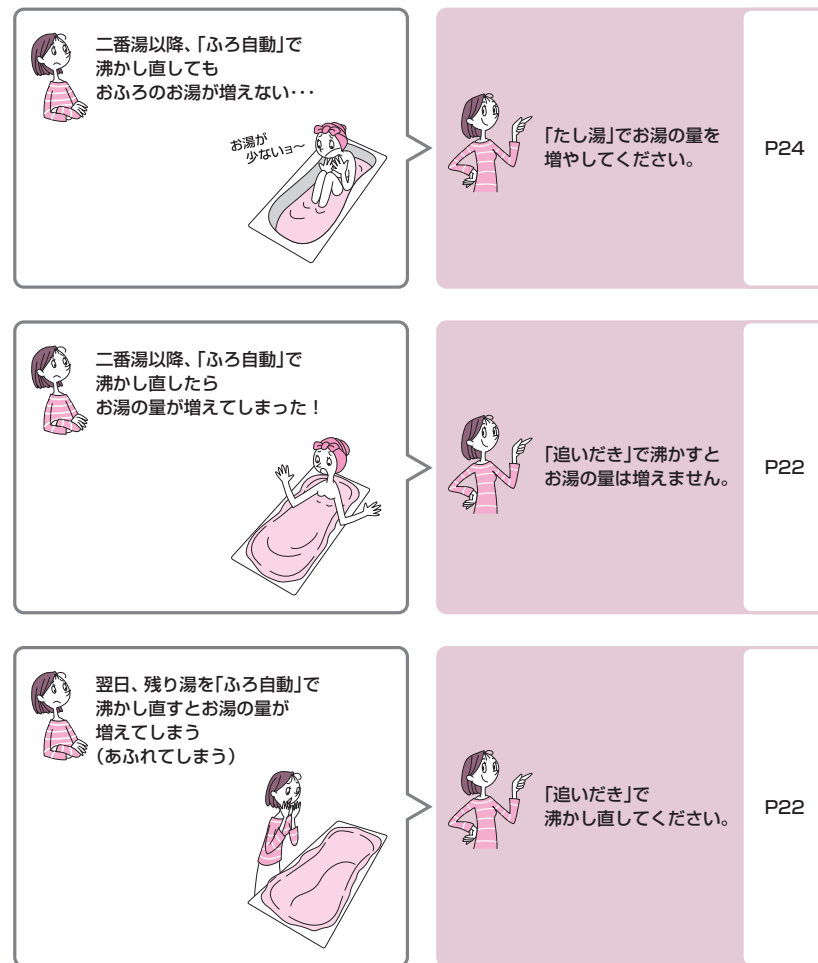 二番湯以降、「ふろ自動」で
沸かし直しても
おふろのお湯が増えない･･･
お湯が
少ないョ〜
「たし湯」でお湯の量を
増やしてください。
P24
二番湯以降、「ふろ自動」で
沸かし直したら
お湯の量が増えてしまった！
「追いだき」で沸かすと
お湯の量は増えません。
P22
翌日、残り湯を「ふろ自動」で
沸かし直すとお湯の量が
増えてしまう
（あふれてしまう）
「追いだき」で
沸かし直してください。
P22